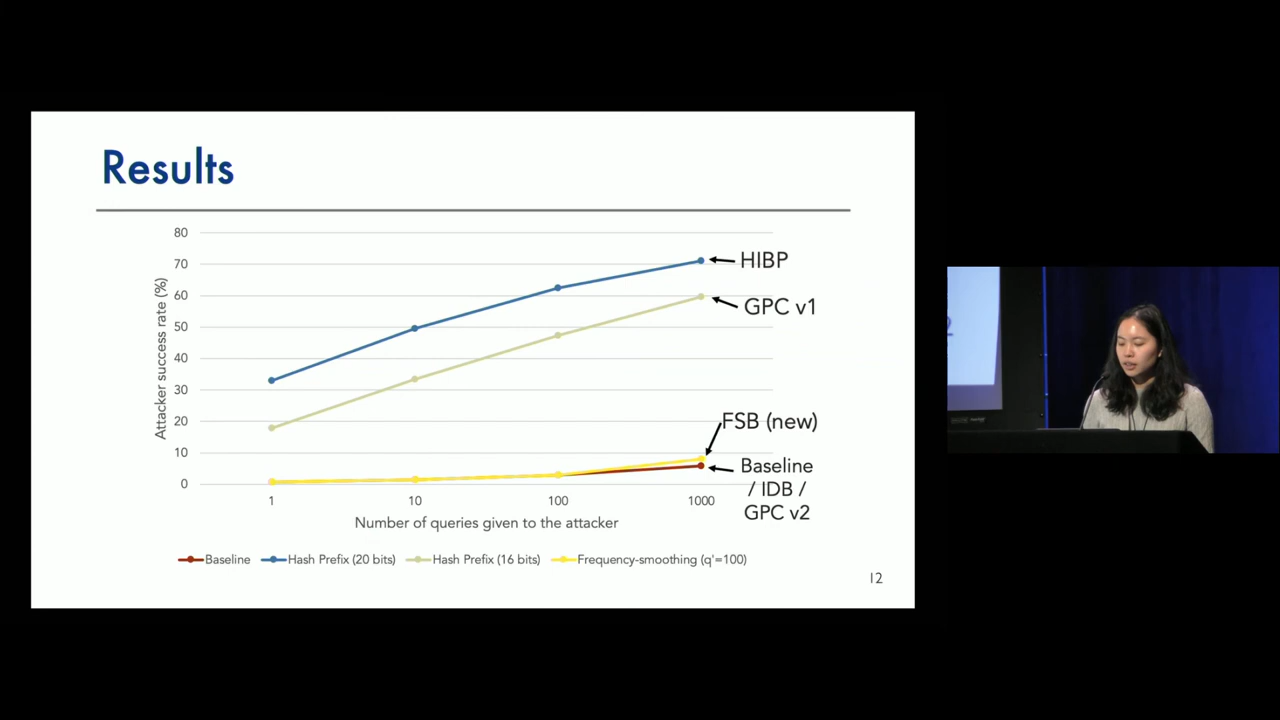 Results
80
70
60
50
40
30
20
10
0
Attacker success rate (%)
1
10
100
1000
Number of queries given to the attacker
HIBP
GPC v1
FSB (new)
Baseline
/ IDB /
GPC v2
Baseline
Hash Prefix (20 bits)
Hash Prefix (16 bits)
Frequency-smoothing (q'=100)
12